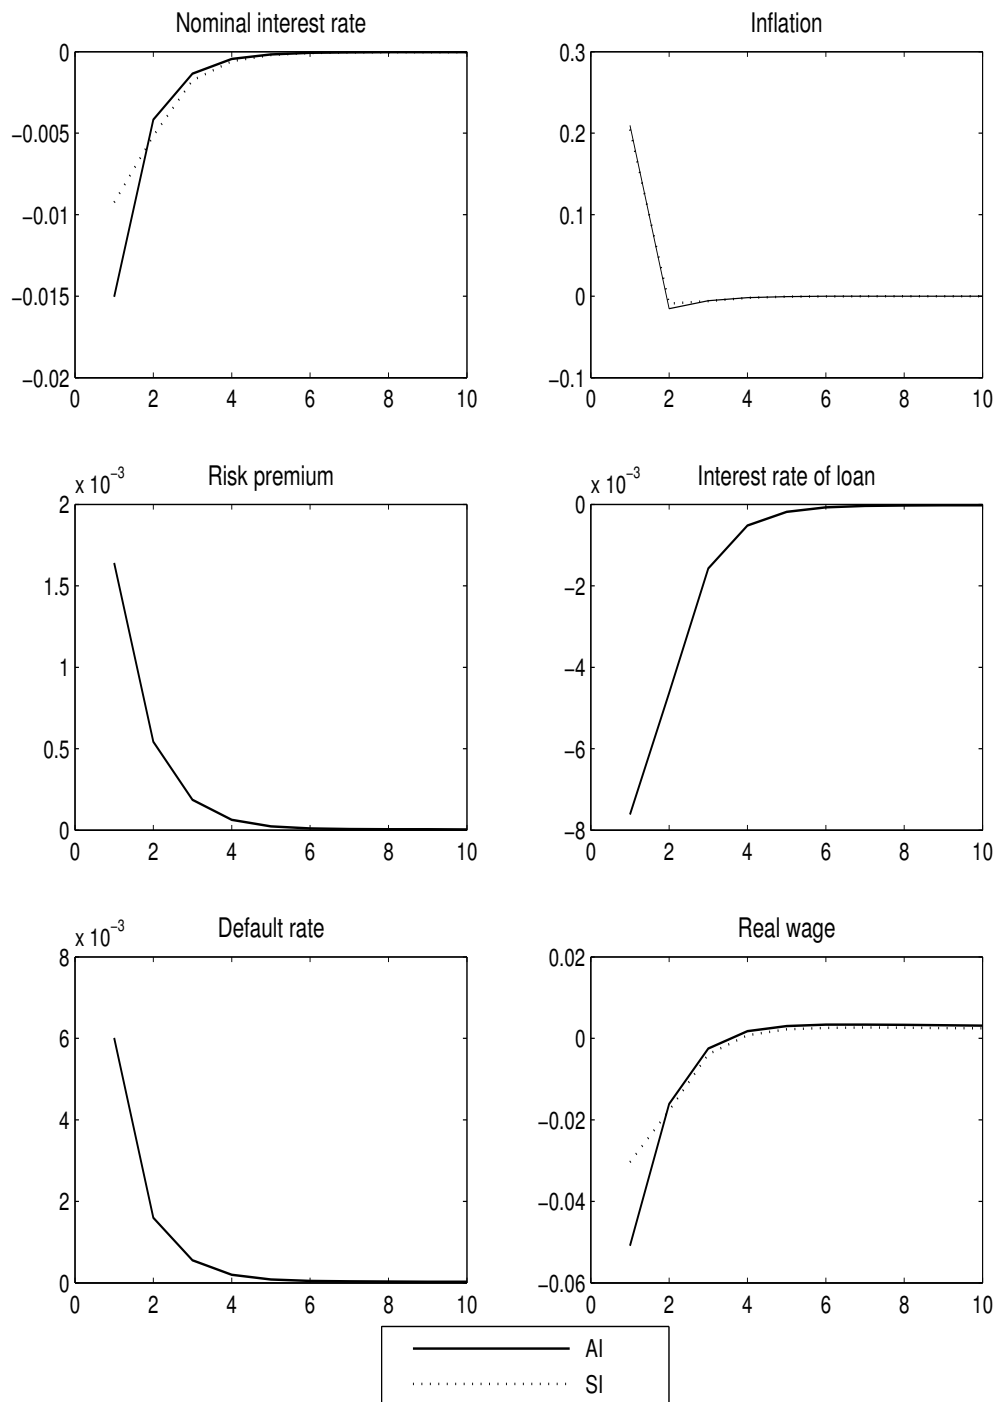 Nominal interest rate
0
−0.005
−0.01
−0.015
−0.02
0 2 4 6 8 10
Inflation
0.3
0.2
0.1
0
−0.1
0 2 4 6 8 10
x 10−3
Risk premium
2
1.5
1
0.5
0
0 2 4 6 8 10
x 10−3
Interest rate of loan
0
−2
−4
−6
−8
0 2 4 6 8 10
x 10−3
Default rate
8
6
4
2
0
0 2 4 6 8 10
Real wage
0.02
0
−0.02
−0.04
−0.06
0 2 4 6 8 10
AI
SI